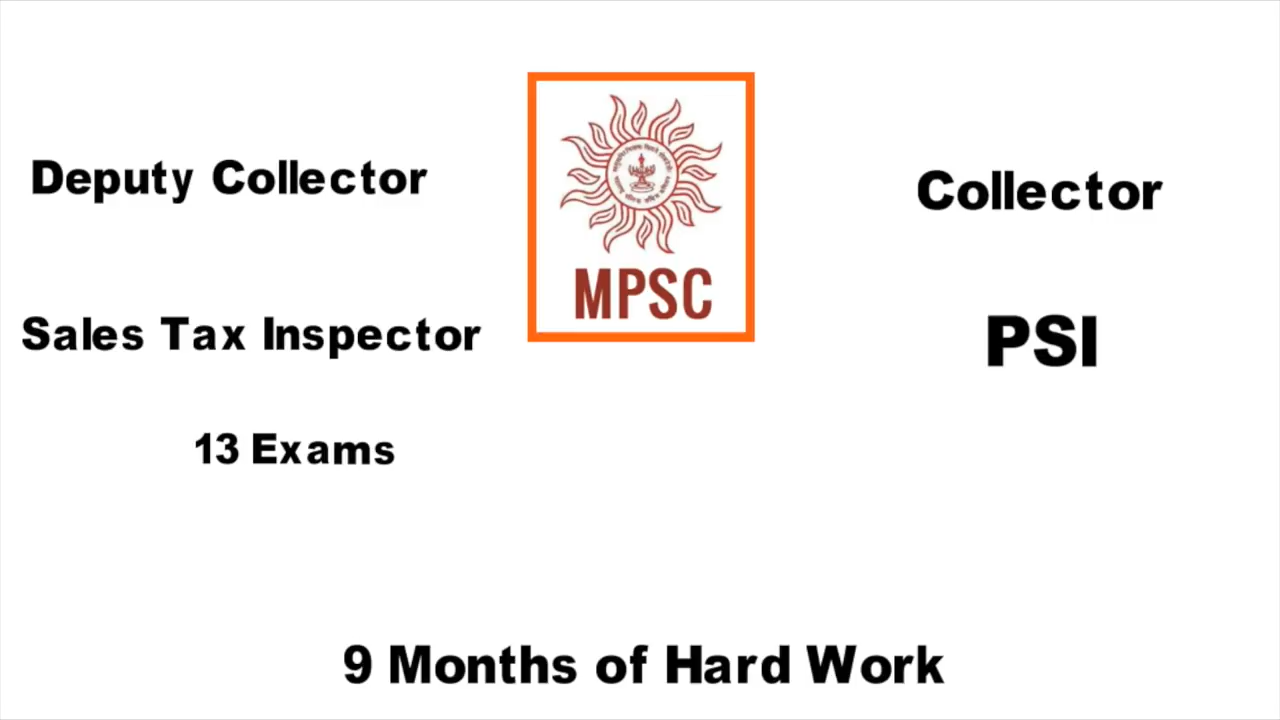 Deputy Collector
MPSC
Collector
Sales Tax Inspector
PSI
13 Exams
9 Months of Hard Work